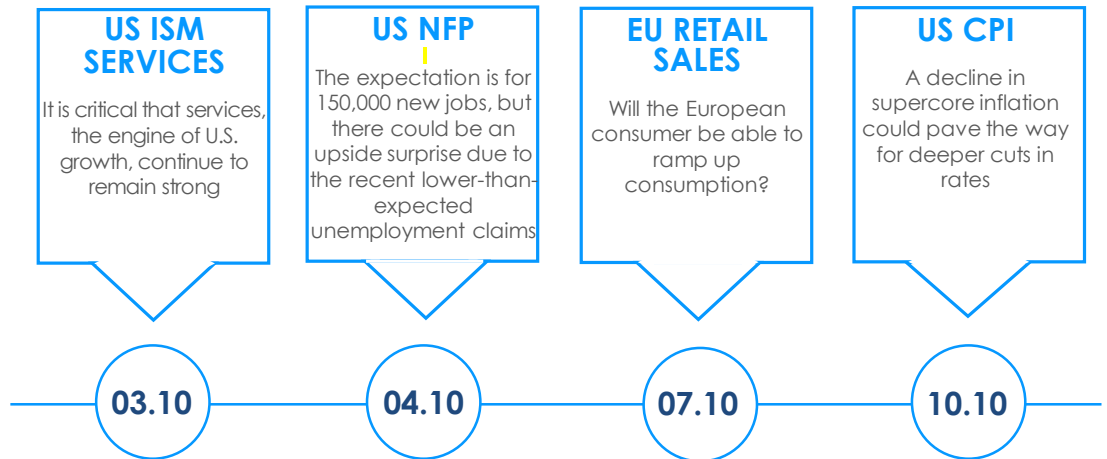 US ISM
SERVICES
It is critical that services,
the engine of U.S.
growth, continue to
remain strong
US NFP
The expectation is for
150,000 new jobs, but
there could be an
upside surprise due to
the recent lower-than-
expected
unemployment claims
EU RETAIL
SALES
Will the European
consumer be able to
ramp up
consumption?
US CPI
A decline in
supercore inflation
could pave the way
for deeper cuts in
rates
03.10
04.10
07.10
10.10